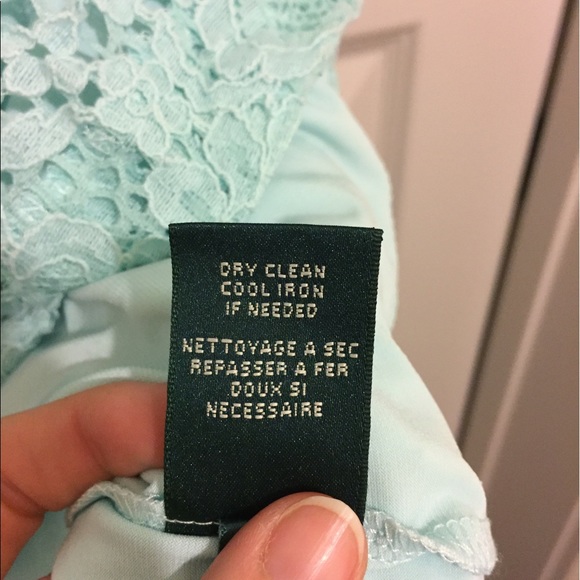 DRY CLEAN
COOL IRON
IF NEEDED
NETTOYAGE A SEC
REPASSER A FER
DOUX SI
NECESSAIRE